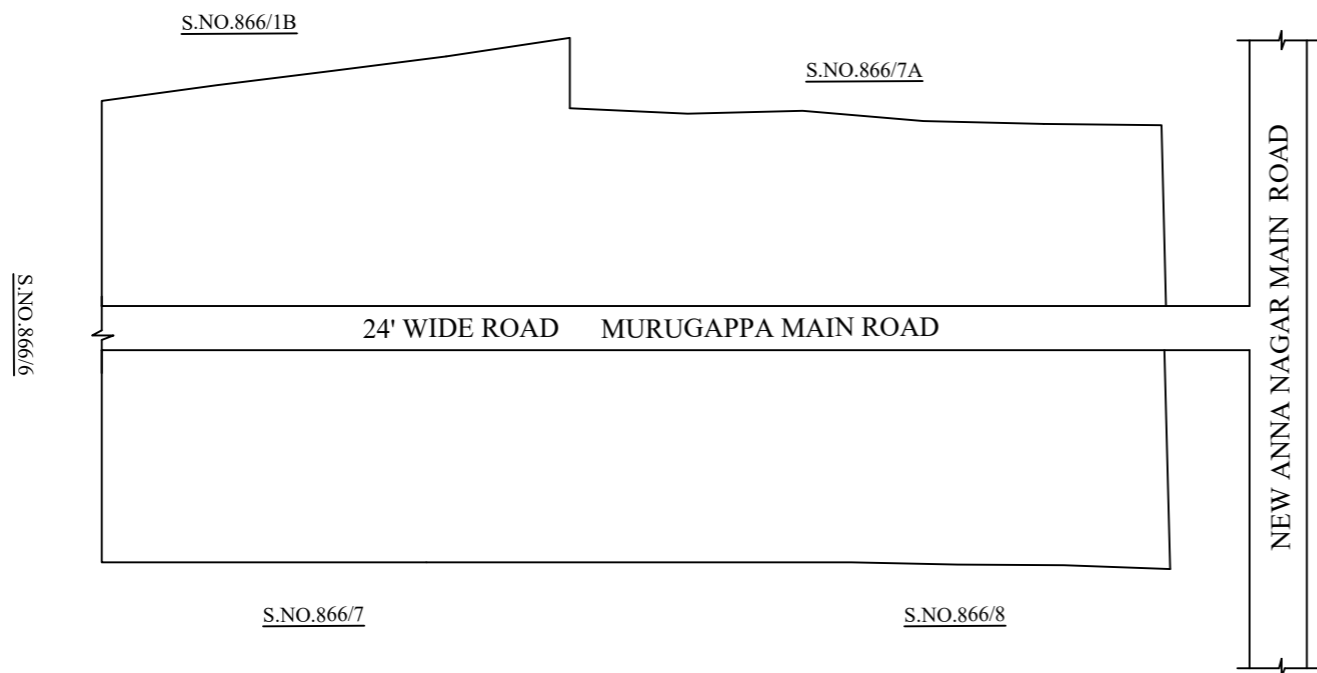 S.NO.866/1B
S.NO.866/7A
S.NO.866/6
24' WIDE ROAD MURUGAPPA MAIN ROAD
NEW ANNA NAGAR MAIN ROAD
S.NO.866/7
S.NO.866/8